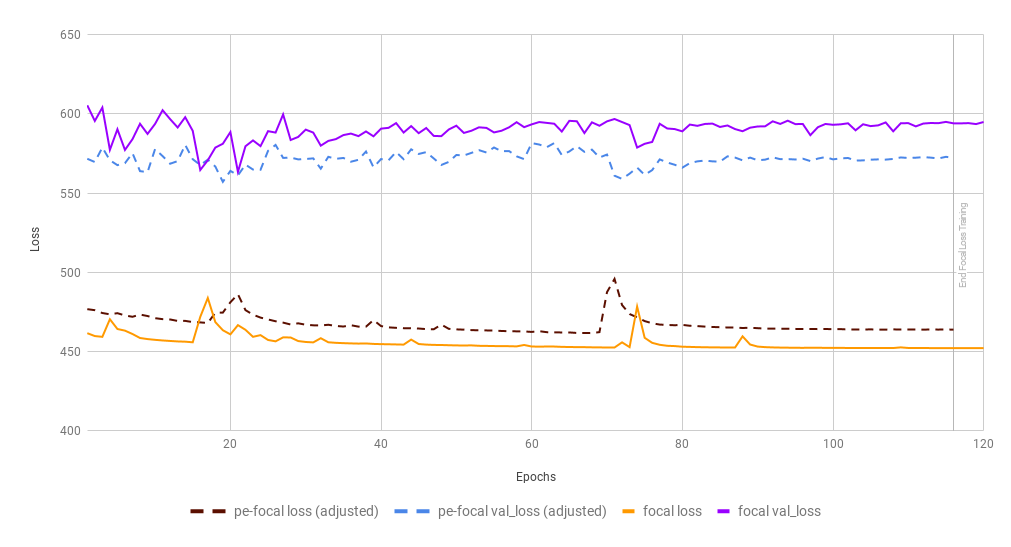 650
600
550
500
450
400
Loss
End Focal Loss Training
20
40
60
80
100
120
Epochs
pe-focal loss (adjusted)
pe-focal val_loss (adjusted)
focal loss
focal val_loss